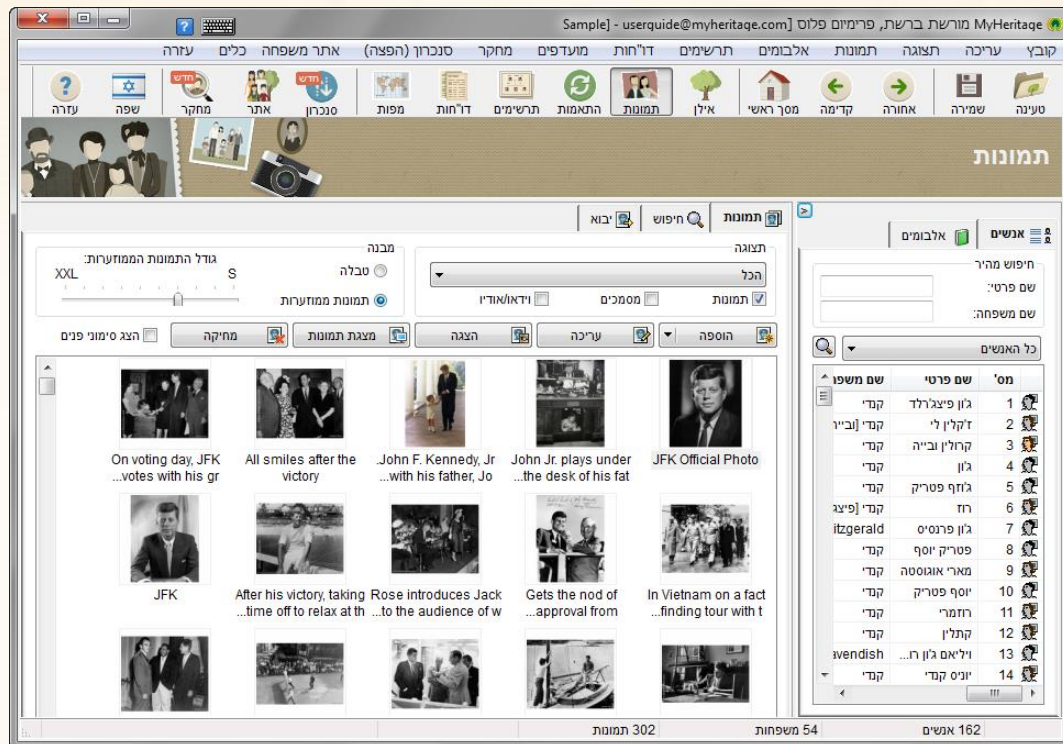 MyHeritage מורשת ברשת, פרימיום פלוס [Sample - userguide@myheritage.com]
קובץ עריכה תצוגה תמונות אלבומים תרשימים דו"חות מועדפים מחקר סנכרון (הפצה) אתר משפחה כלים עזרה
חדש חדש
טעינה שמירה אחורה קדימה מסך ראשי אילן תמונות התאמות תרשימים דו"חות מפות סנכרון אתר מחקר שפה עזרה
תמונות
אנשים אלבומים
חיפוש מהיר
שם פרטי:
שם משפחה:
כל האנשים
מס' שם פרטי שם משפח
1 ג'ון פיצג'רלד קנדי
2 ז'קלין לי קנדי [ובייר
3 קרולין ובייה קנדי
4 ג'ון קנדי
5 ג'וזף פטריק קנדי
6 רוז קנדי [פיצג
7 ג'ון פרנסיס itzgerald
8 פטריק יוסף קנדי
9 מארי אוגוסטה קנדי
10 יוסף פטריק קנדי
11 רוזמרי קנדי
12 קתלין קנדי
13 ויליאם ג'ון רו... avendish
14 יוניס קנדי קנדי
תמונות חיפוש יבוא
תצוגה
הכל
תמונות מסמכים וידאו/אודיו
מבנה
טבלה
תמונות ממוזערות
גודל התמונות הממוזערות:
S XXL
הוספה עריכה הצגה מצגת תמונות מחיקה הצג סימוני פנים
JFK Official Photo
John Jr. plays under
...the desk of his fat
.John F. Kennedy, Jr
...with his father, Jo
All smiles after the
victory
On voting day, JFK
...votes with his gr
In Vietnam on a fact
...finding tour with t
Gets the nod of
...approval from
Rose introduces Jack
...to the audience of w
After his victory, taking
...time off to relax at th
JFK
162 אנשים 54 משפחות 302 תמונות